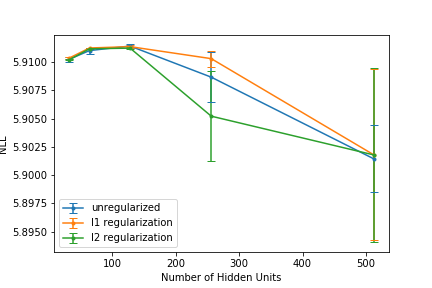 5.9100
5.9075
5.9050
5.9025
5.9000
5.8975
5.8950
NLL
unregularized
l1 regularization
l2 regularization
100
200
300
400
500
Number of Hidden Units